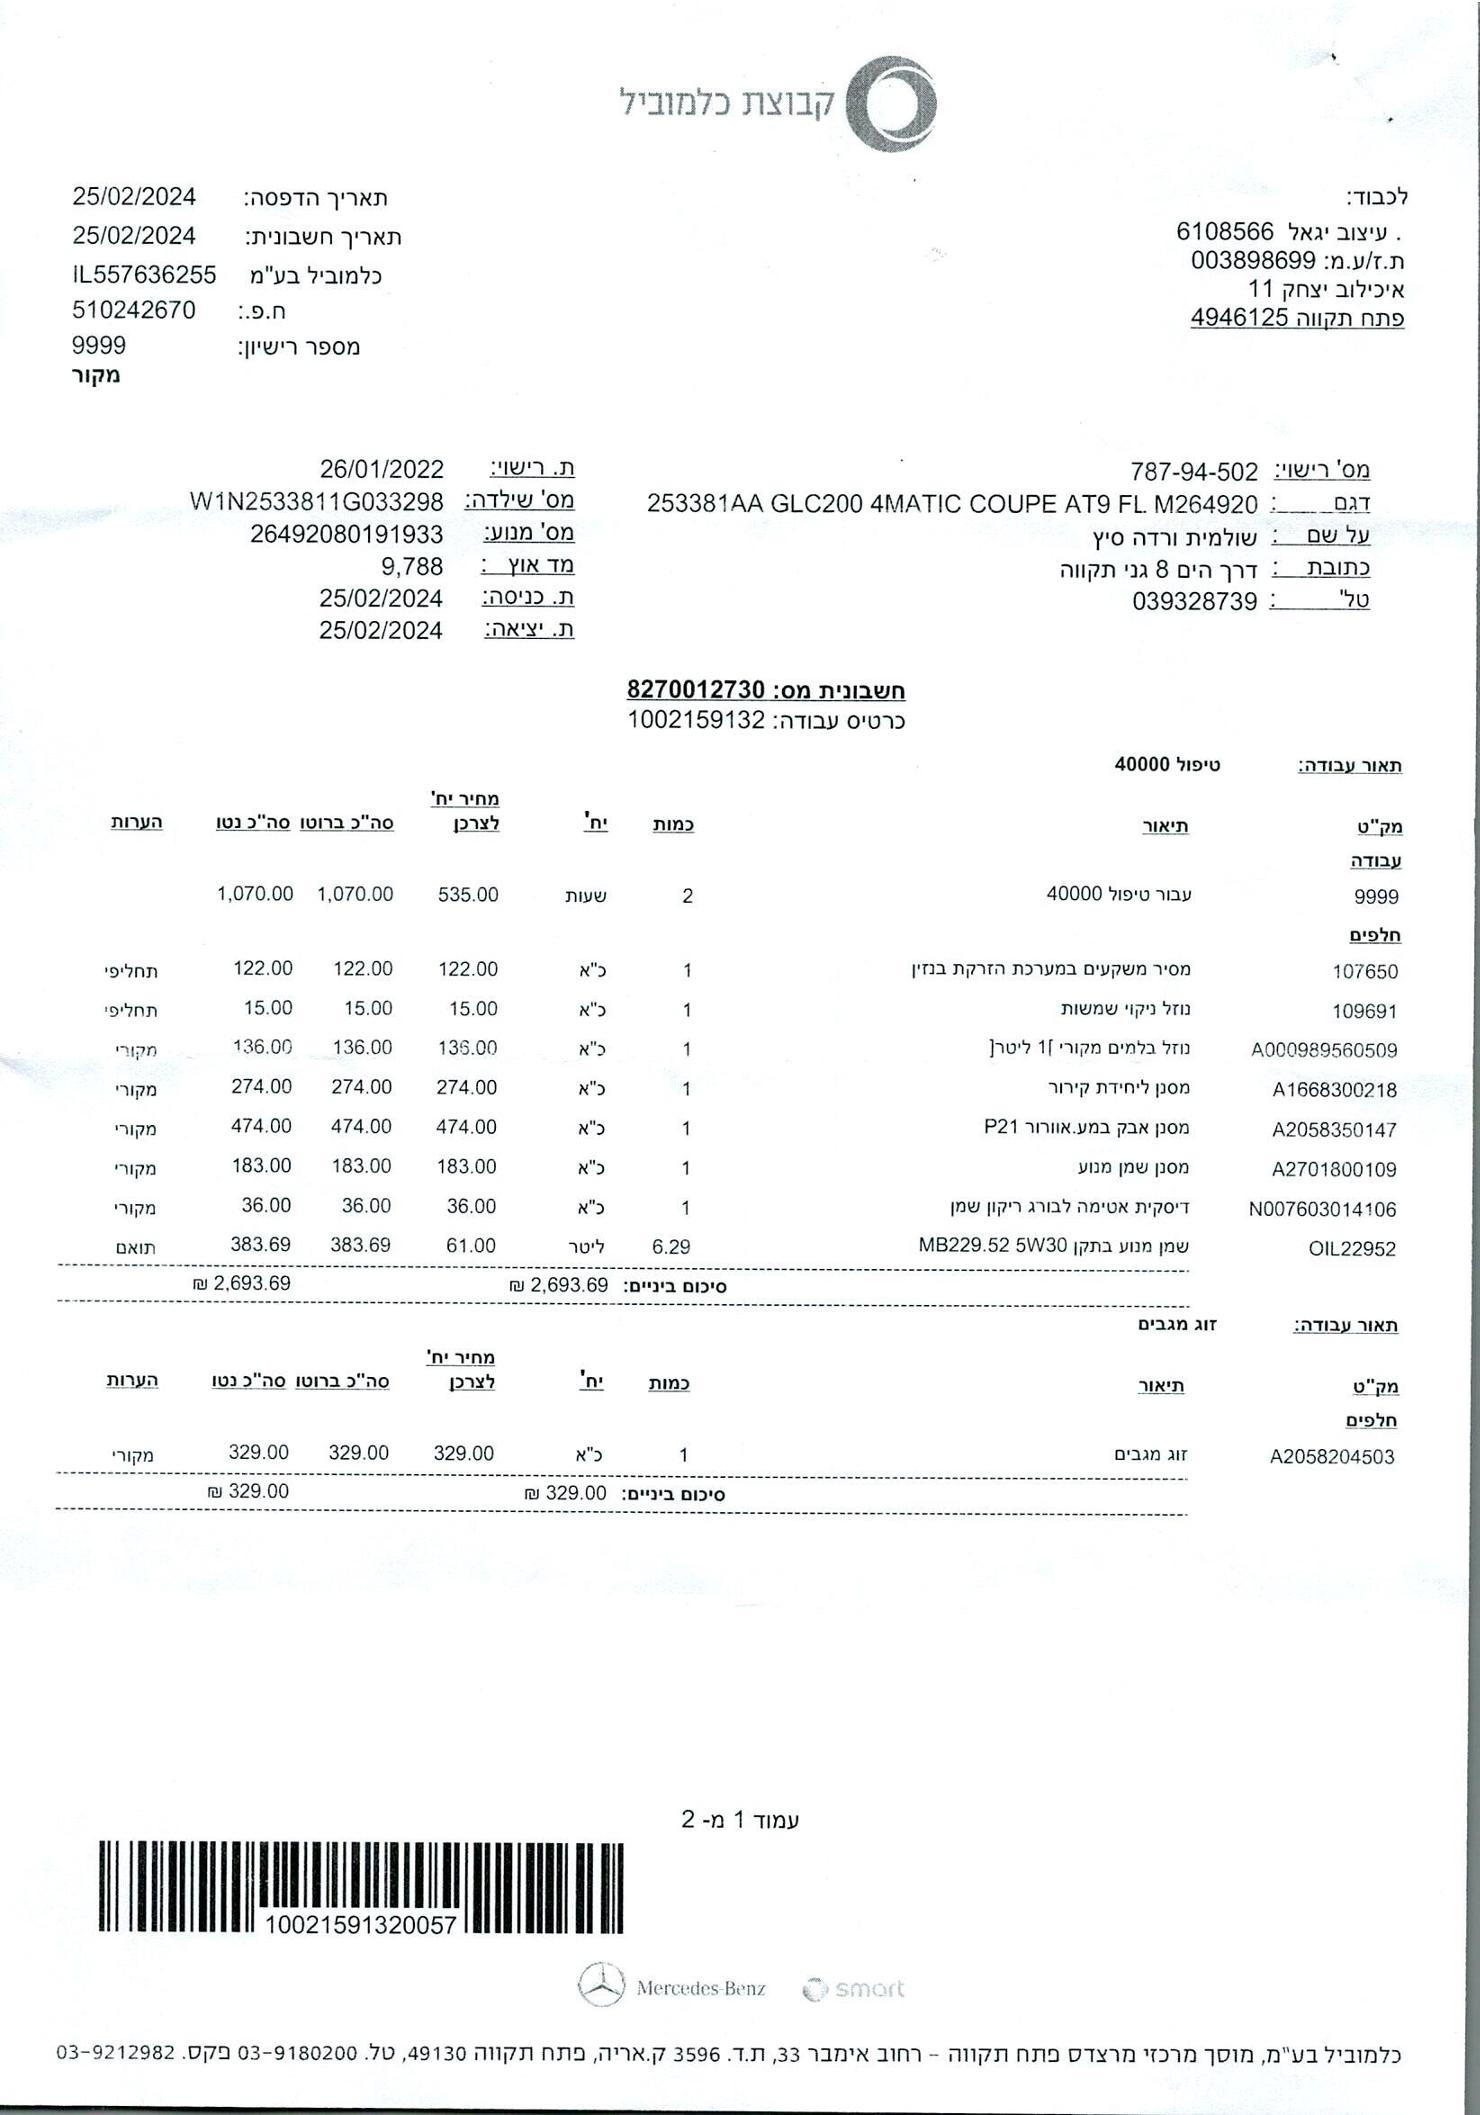 קבוצת כלמוביל
לכבוד:
. עיצוב יגאל 6108566
ת.ז/ע.מ: 003898699
איכילוב יצחק 11
פתח תקווה 4946125
תאריך הדפסה: 25/02/2024
תאריך חשבונית: 25/02/2024
כלמוביל בע"מ IL557636255
ח.פ.: 510242670
מספר רישיון: 9999
מקור
מס' רישוי: 787-94-502
דגם : 253381AA GLC200 4MATIC COUPE AT9 FL M264920
על שם : שולמית ורדה סיץ
כתובת : דרך הים 8 גני תקווה
טל' : 039328739
ת. רישוי: 26/01/2022
מס' שילדה: W1N2533811G033298
מס' מנוע: 26492080191933
מד אוץ : 9,788
ת. כניסה: 25/02/2024
ת. יציאה: 25/02/2024
חשבונית מס: 8270012730
כרטיס עבודה: 1002159132
תאור עבודה: טיפול 40000
מק"ט תיאור כמות יח' מחיר יח' לצרכן סה"כ ברוטו סה"כ נטו הערות
עבודה
9999 עבור טיפול 40000 2 שעות 535.00 1,070.00 1,070.00
חלפים
107650 מסיר משקעים במערכת הזרקת בנזין 1 כ"א 122.00 122.00 122.00 תחליפי
109691 נוזל ניקוי שמשות 1 כ"א 15.00 15.00 15.00 תחליפי
A000989560509 נוזל בלמים מקורי ]1 ליטר[ 1 כ"א 136.00 136.00 136.00 מקורי
A1668300218 מסנן ליחידת קירור 1 כ"א 274.00 274.00 274.00 מקורי
A2058350147 מסנן אבק במע.אוורור P21 1 כ"א 474.00 474.00 474.00 מקורי
A2701800109 מסנן שמן מנוע 1 כ"א 183.00 183.00 183.00 מקורי
N007603014106 דיסקית אטימה לבורג ריקון שמן 1 כ"א 36.00 36.00 36.00 מקורי
OIL22952 שמן מנוע בתקן MB229.52 5W30 6.29 ליטר 61.00 383.69 383.69 תואם
סיכום ביניים: 2,693.69 ₪ 2,693.69 ₪
תאור עבודה: זוג מגבים
מק"ט תיאור כמות יח' מחיר יח' לצרכן סה"כ ברוטו סה"כ נטו הערות
חלפים
A2058204503 זוג מגבים 1 כ"א 329.00 329.00 329.00 מקורי
סיכום ביניים: 329.00 ₪ 329.00 ₪
עמוד 1 מ- 2
10021591320057
Mercedes-Benz smart
כלמוביל בע"מ, מוסך מרכזי מרצדס פתח תקווה – רחוב אימבר 33, ת.ד. 3596 ק.אריה, פתח תקווה 49130, טל. 03-9180200 פקס. 03-9212982